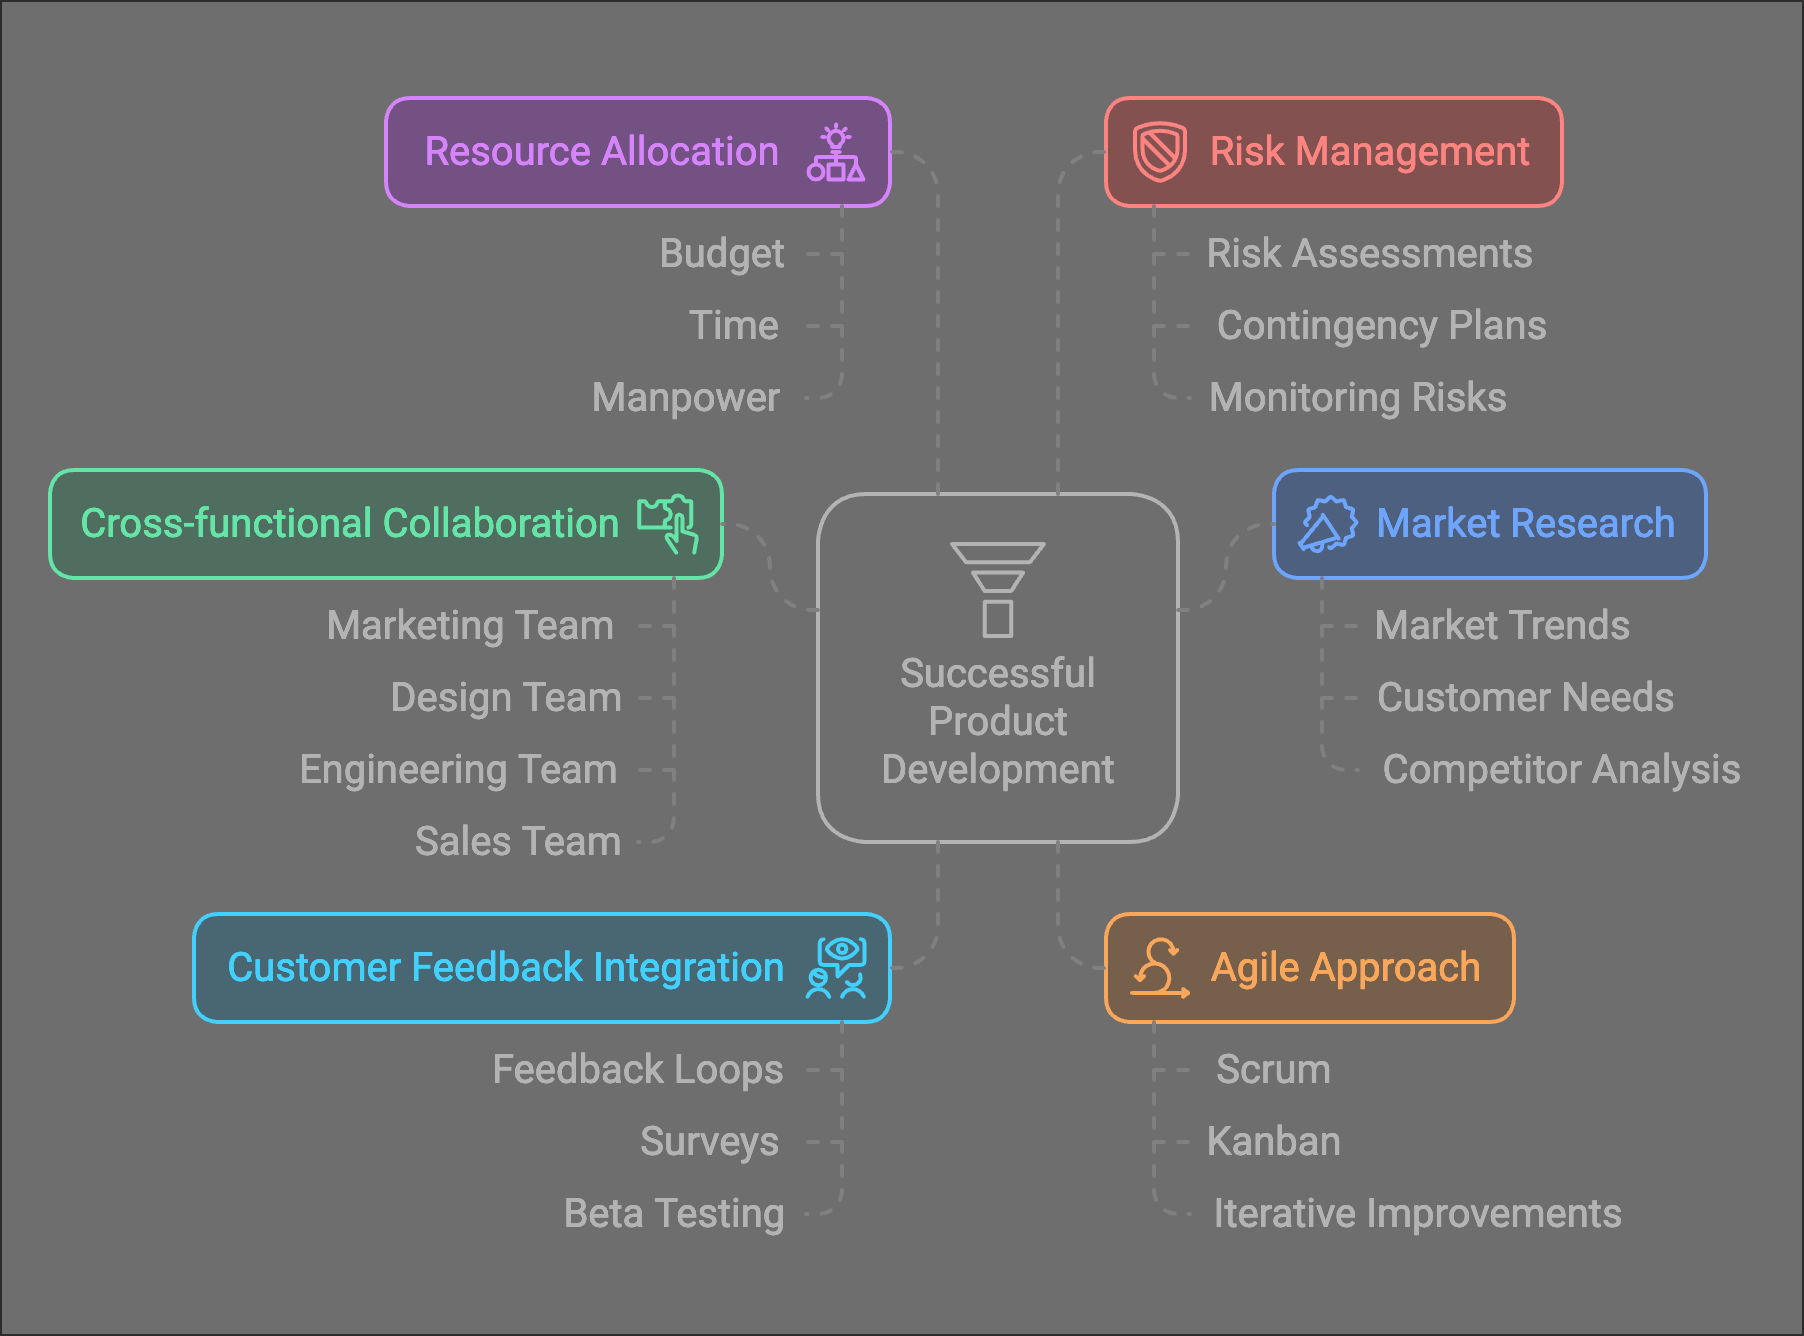 Resource Allocation
Budget
Time
Manpower
Risk Management
Risk Assessments
Contingency Plans
Monitoring Risks
Cross-functional Collaboration
Marketing Team
Design Team
Engineering Team
Sales Team
Successful
Product
Development
Market Research
Market Trends
Customer Needs
Competitor Analysis
Customer Feedback Integration
Feedback Loops
Surveys
Beta Testing
Agile Approach
Scrum
Kanban
Iterative Improvements